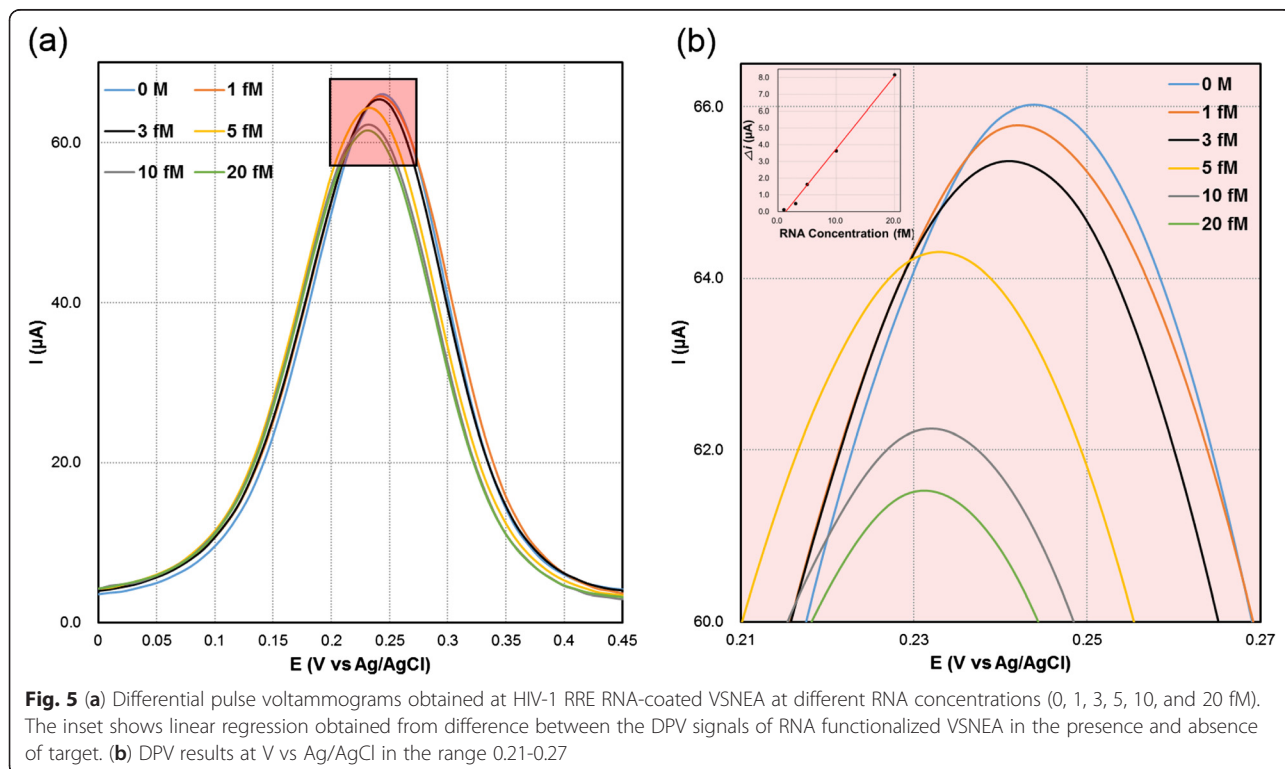 (a)
60.0
40.0
20.0
0.0
I (µA)
0 M
1 fM
3 fM
5 fM
10 fM
20 fM
0 0.05 0.1 0.15 0.2 0.25 0.3 0.35 0.4 0.45
E (V vs Ag/AgCl)
(b)
66.0
64.0
62.0
60.0
I (µA)
8.0
7.0
6.0
5.0
4.0
3.0
2.0
1.0
0.0
△i (µA)
0.0 10.0 20.0
RNA Concentration (fM)
0 M
1 fM
3 fM
5 fM
10 fM
20 fM
0.21 0.23 0.25 0.27
E (V vs Ag/AgCl)
Fig. 5 (a) Differential pulse voltammograms obtained at HIV-1 RRE RNA-coated VSNEA at different RNA concentrations (0, 1, 3, 5, 10, and 20 fM).
The inset shows linear regression obtained from difference between the DPV signals of RNA functionalized VSNEA in the presence and absence
of target. (b) DPV results at V vs Ag/AgCl in the range 0.21-0.27